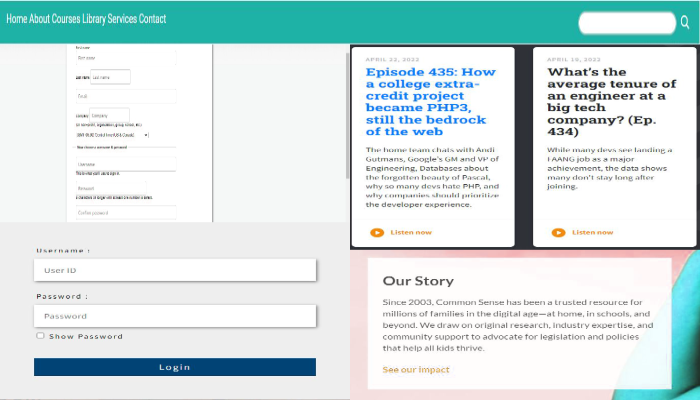 Home About Courses Library Services Contact
First name
Last name
Last name
Email
Company
Company
Username
Password
Confirm password
Username :
User ID
Password :
Password
Show Password
Login
APRIL 22, 2022
Episode 435: How
a college extra-
credit project
became PHP3,
still the bedrock
of the web
The home team chats with Andi
Gutmans, Google's GM and VP of
Engineering, Databases about
the forgotten beauty of Pascal,
why so many devs hate PHP, and
why companies should prioritize
the developer experience.
Listen now
APRIL 19, 2022
What's the
average tenure of
an engineer at a
big tech
company? (Ep.
434)
While many devs see landing a
FAANG job as a major
achievement, the data shows
many don't stay long after
joining.
Listen now
Our Story
Since 2003, Common Sense has been a trusted resource for
millions of families in the digital age—at home, in schools, and
beyond. We draw on original research, industry expertise, and
community support to advocate for legislation and policies
that help all kids thrive.
See our impact